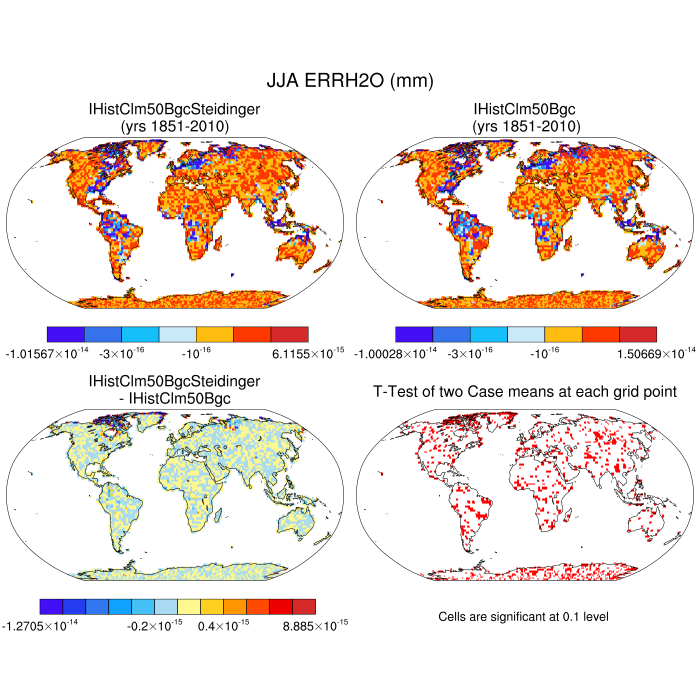 JJA ERRH2O (mm)
IHistClm50BgcSteidinger
(yrs 1851-2010)
IHistClm50Bgc
(yrs 1851-2010)
-1.01567×10^-14 -3×10^-16 -10^-16 6.1155×10^-15
-1.00028×10^-14 -3×10^-16 -10^-16 1.50669×10^-14
IHistClm50BgcSteidinger
- IHistClm50Bgc
T-Test of two Case means at each grid point
-1.2705×10^-14 -0.2×10^-15 0.4×10^-15 8.885×10^-15
Cells are significant at 0.1 level